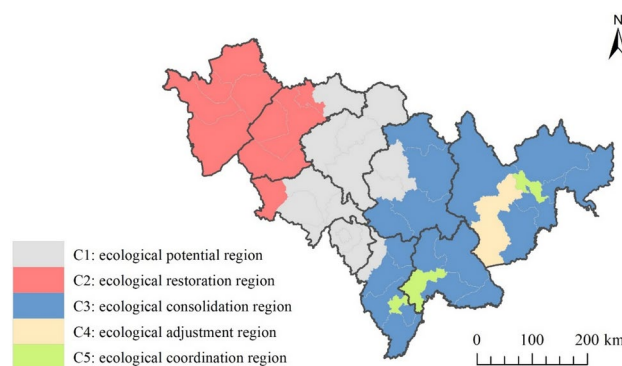 N
C1: ecological potential region
C2: ecological restoration region
C3: ecological consolidation region
C4: ecological adjustment region
C5: ecological coordination region
0 100 200 km